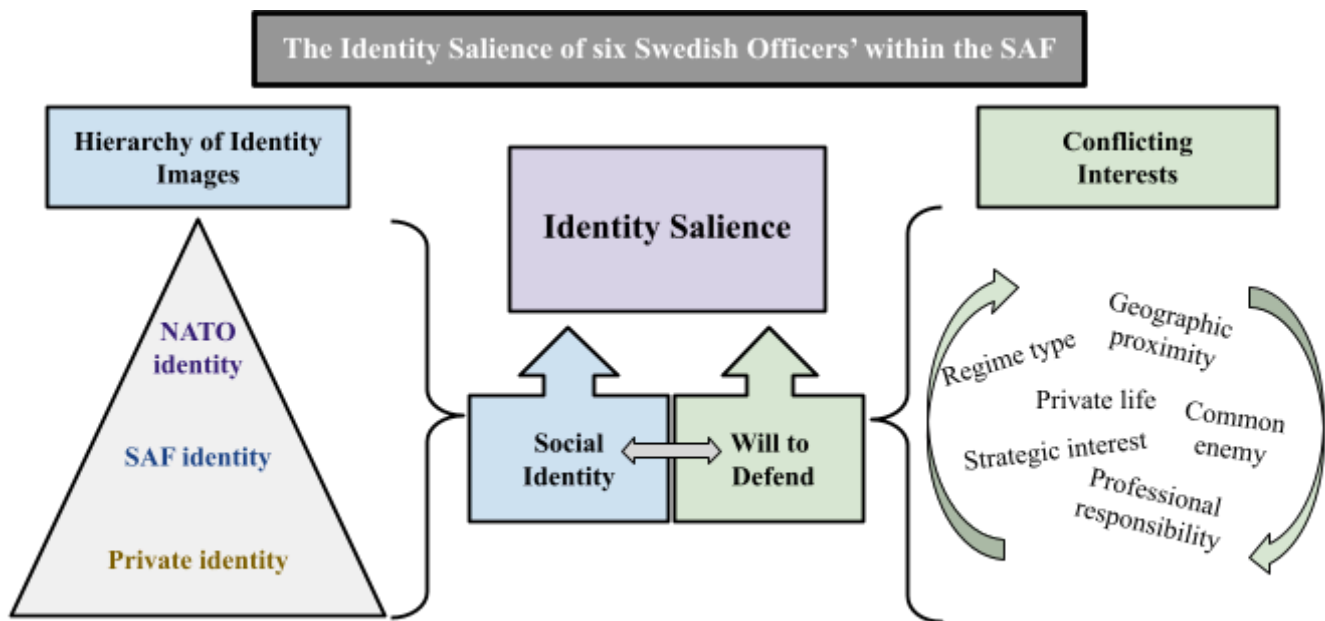 The Identity Salience of six Swedish Officers’ within the SAF
Hierarchy of Identity
Images
NATO
identity
SAF identity
Private identity
Identity Salience
Social
Identity
Will to
Defend
Conflicting
Interests
Geographic
proximity
Regime type
Private life
Common
enemy
Strategic interest
Professional
responsibility